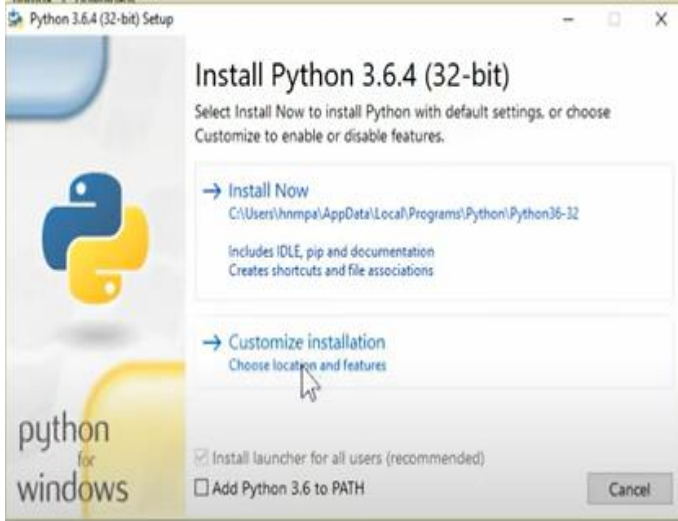 Python 3.6.4 (32-bit) Setup
Install Python 3.6.4 (32-bit)
Select Install Now to install Python with default settings, or choose
Customize to enable or disable features.
Install Now
C:\Users\hnmpa\AppData\Local\Programs\Python\Python36-32
Includes IDLE, pip and documentation
Creates shortcuts and file associations
Customize installation
Choose location and features
python
for
windows
Install launcher for all users (recommended)
Add Python 3.6 to PATH
Cancel